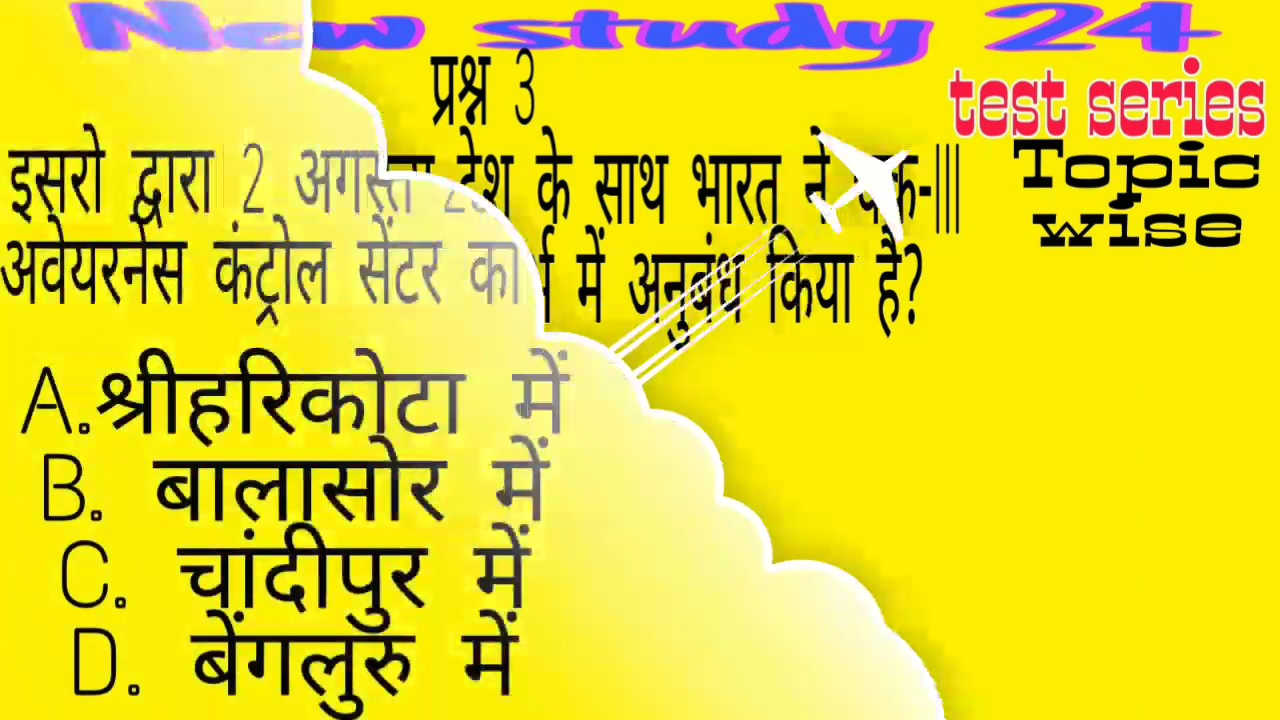 New study 24
प्रश्न 3
test series
Topic
wise
इसरो द्वारा 2 अगस्त देश के साथ भारत ने -III
अवेयरनेस कंट्रोल सेंटर का में अनुबंध किया है?
A.श्रीहरिकोटा में
B. बालासोर में
C. चांदीपुर में
D. बेंगलुरु में